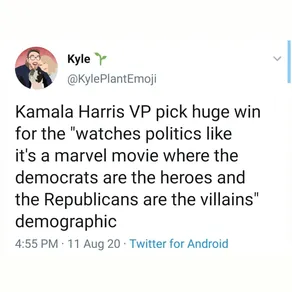 Kyle 🌱
@KylePlantEmoji
Kamala Harris VP pick huge win
for the "watches politics like
it's a marvel movie where the
democrats are the heroes and
the Republicans are the villains"
demographic
4:55 PM · 11 Aug 20 · Twitter for Android